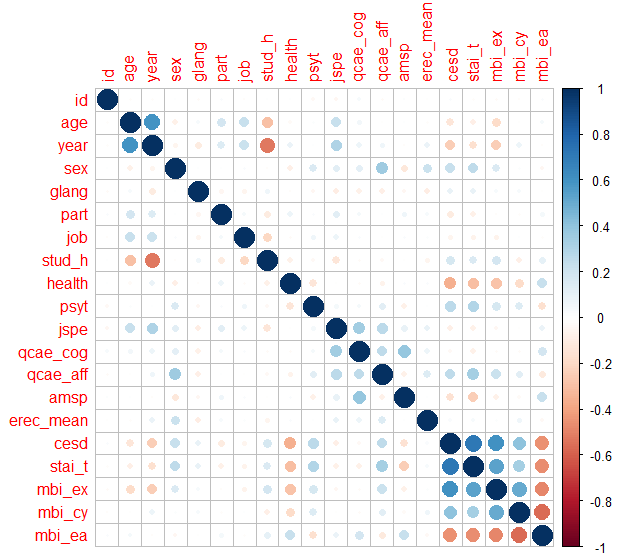 id
age
year
sex
glang
part
job
stud_h
health
psyt
jspe
qcae_cog
qcae_aff
amsp
erec_mean
cesd
stai_t
mbi_ex
mbi_cy
mbi_ea
id
age
year
sex
glang
part
job
stud_h
health
psyt
jspe
qcae_cog
qcae_aff
amsp
erec_mean
cesd
stai_t
mbi_ex
mbi_cy
mbi_ea
1
0.8
0.6
0.4
0.2
0
-0.2
-0.4
-0.6
-0.8
-1